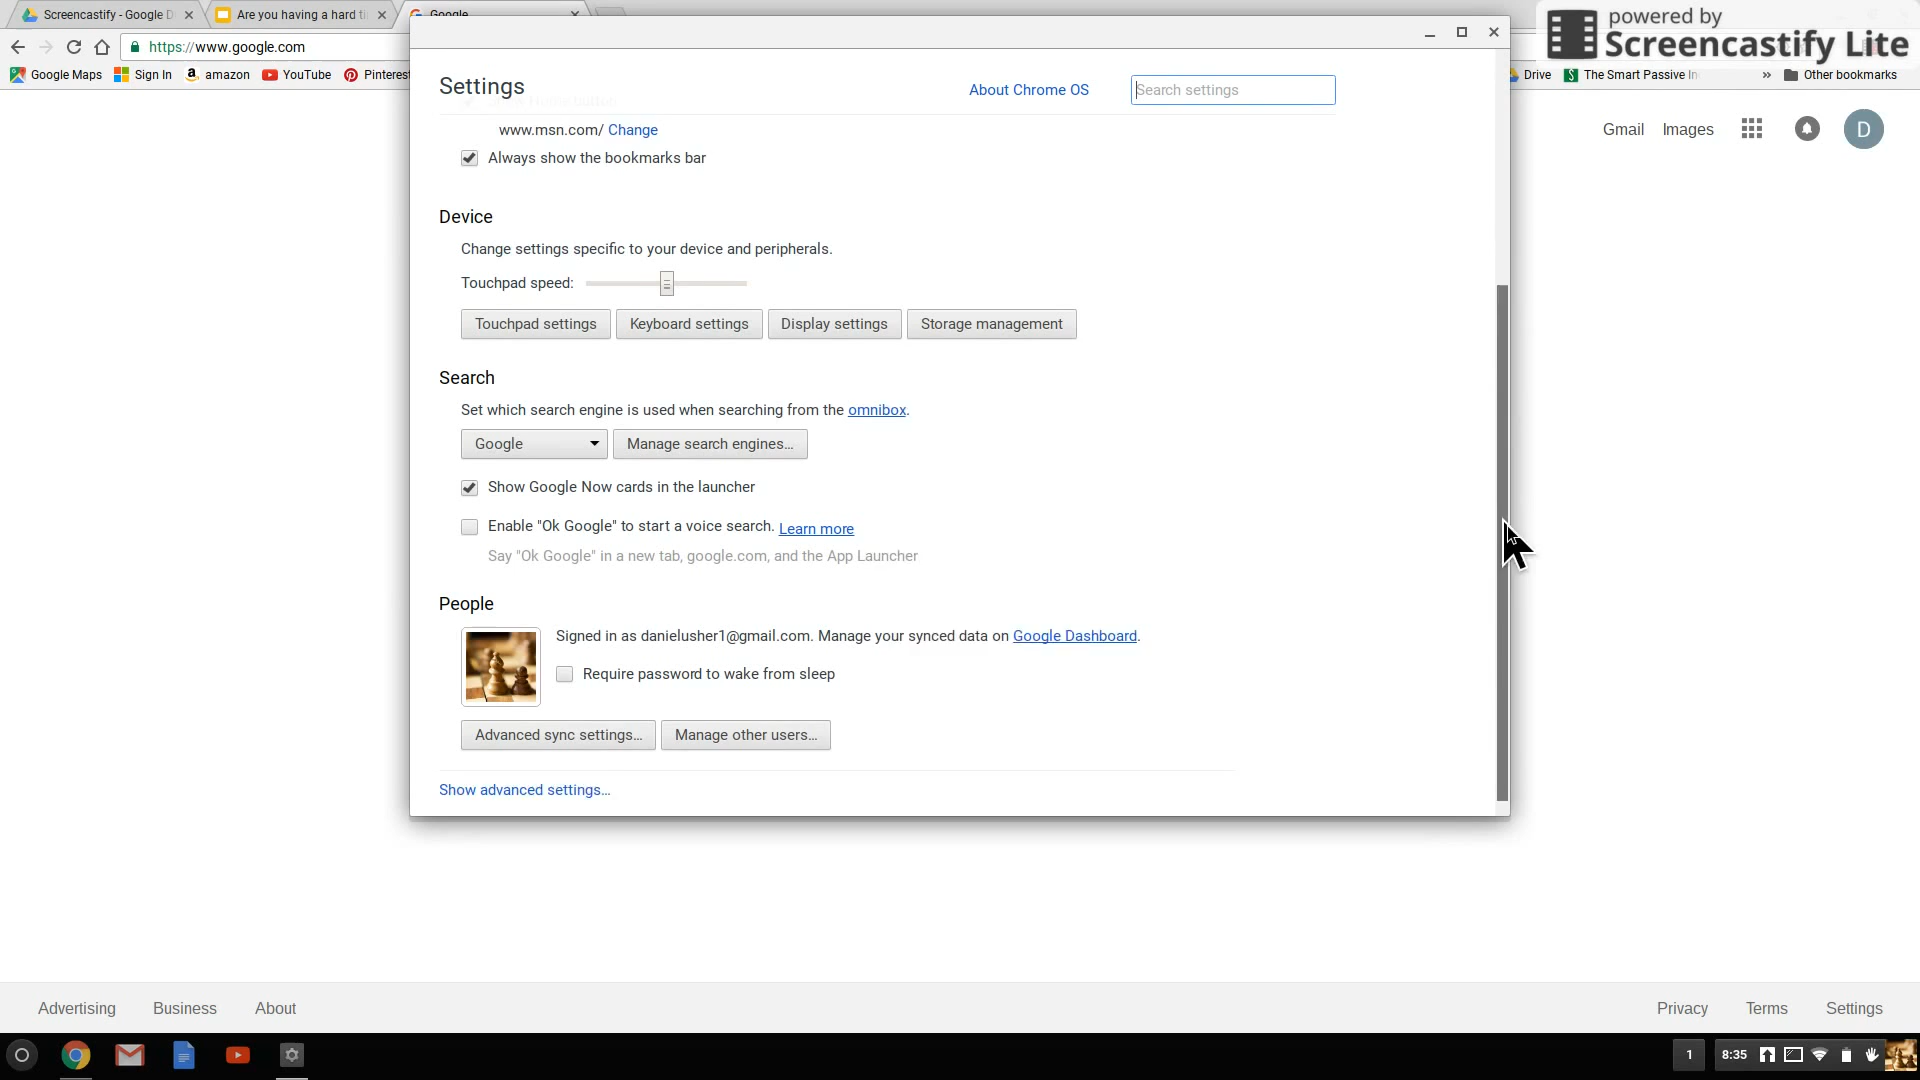 Screencastify - Google D
Are you having a hard ti
Google
powered by
Screencastify Lite
https://www.google.com
Google Maps
Sign In
amazon
YouTube
Pinterest
Drive
The Smart Passive In
»
Other bookmarks
Settings
About Chrome OS
Search settings
www.msn.com/ Change
Always show the bookmarks bar
Gmail
Images
D
Device
Change settings specific to your device and peripherals.
Touchpad speed:
Touchpad settings
Keyboard settings
Display settings
Storage management
Search
Set which search engine is used when searching from the omnibox.
Google
Manage search engines...
Show Google Now cards in the launcher
Enable "Ok Google" to start a voice search. Learn more
Say "Ok Google" in a new tab, google.com, and the App Launcher
People
Signed in as danielusher1@gmail.com. Manage your synced data on Google Dashboard.
Require password to wake from sleep
Advanced sync settings...
Manage other users...
Show advanced settings...
Advertising
Business
About
Privacy
Terms
Settings
1
8:35